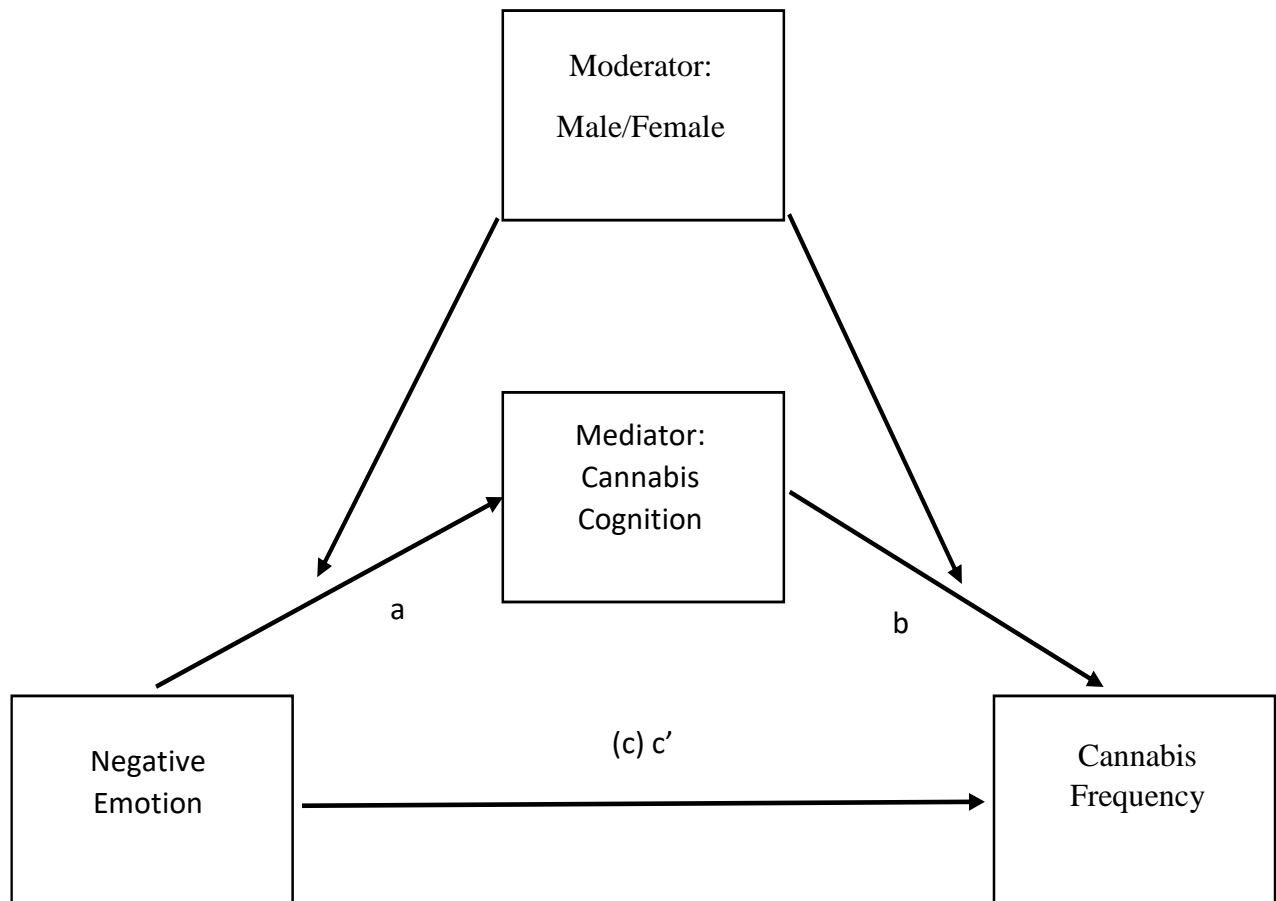 Moderator:
Male/Female
Mediator:
Cannabis
Cognition
a
b
Negative
Emotion
(c) c’
Cannabis
Frequency